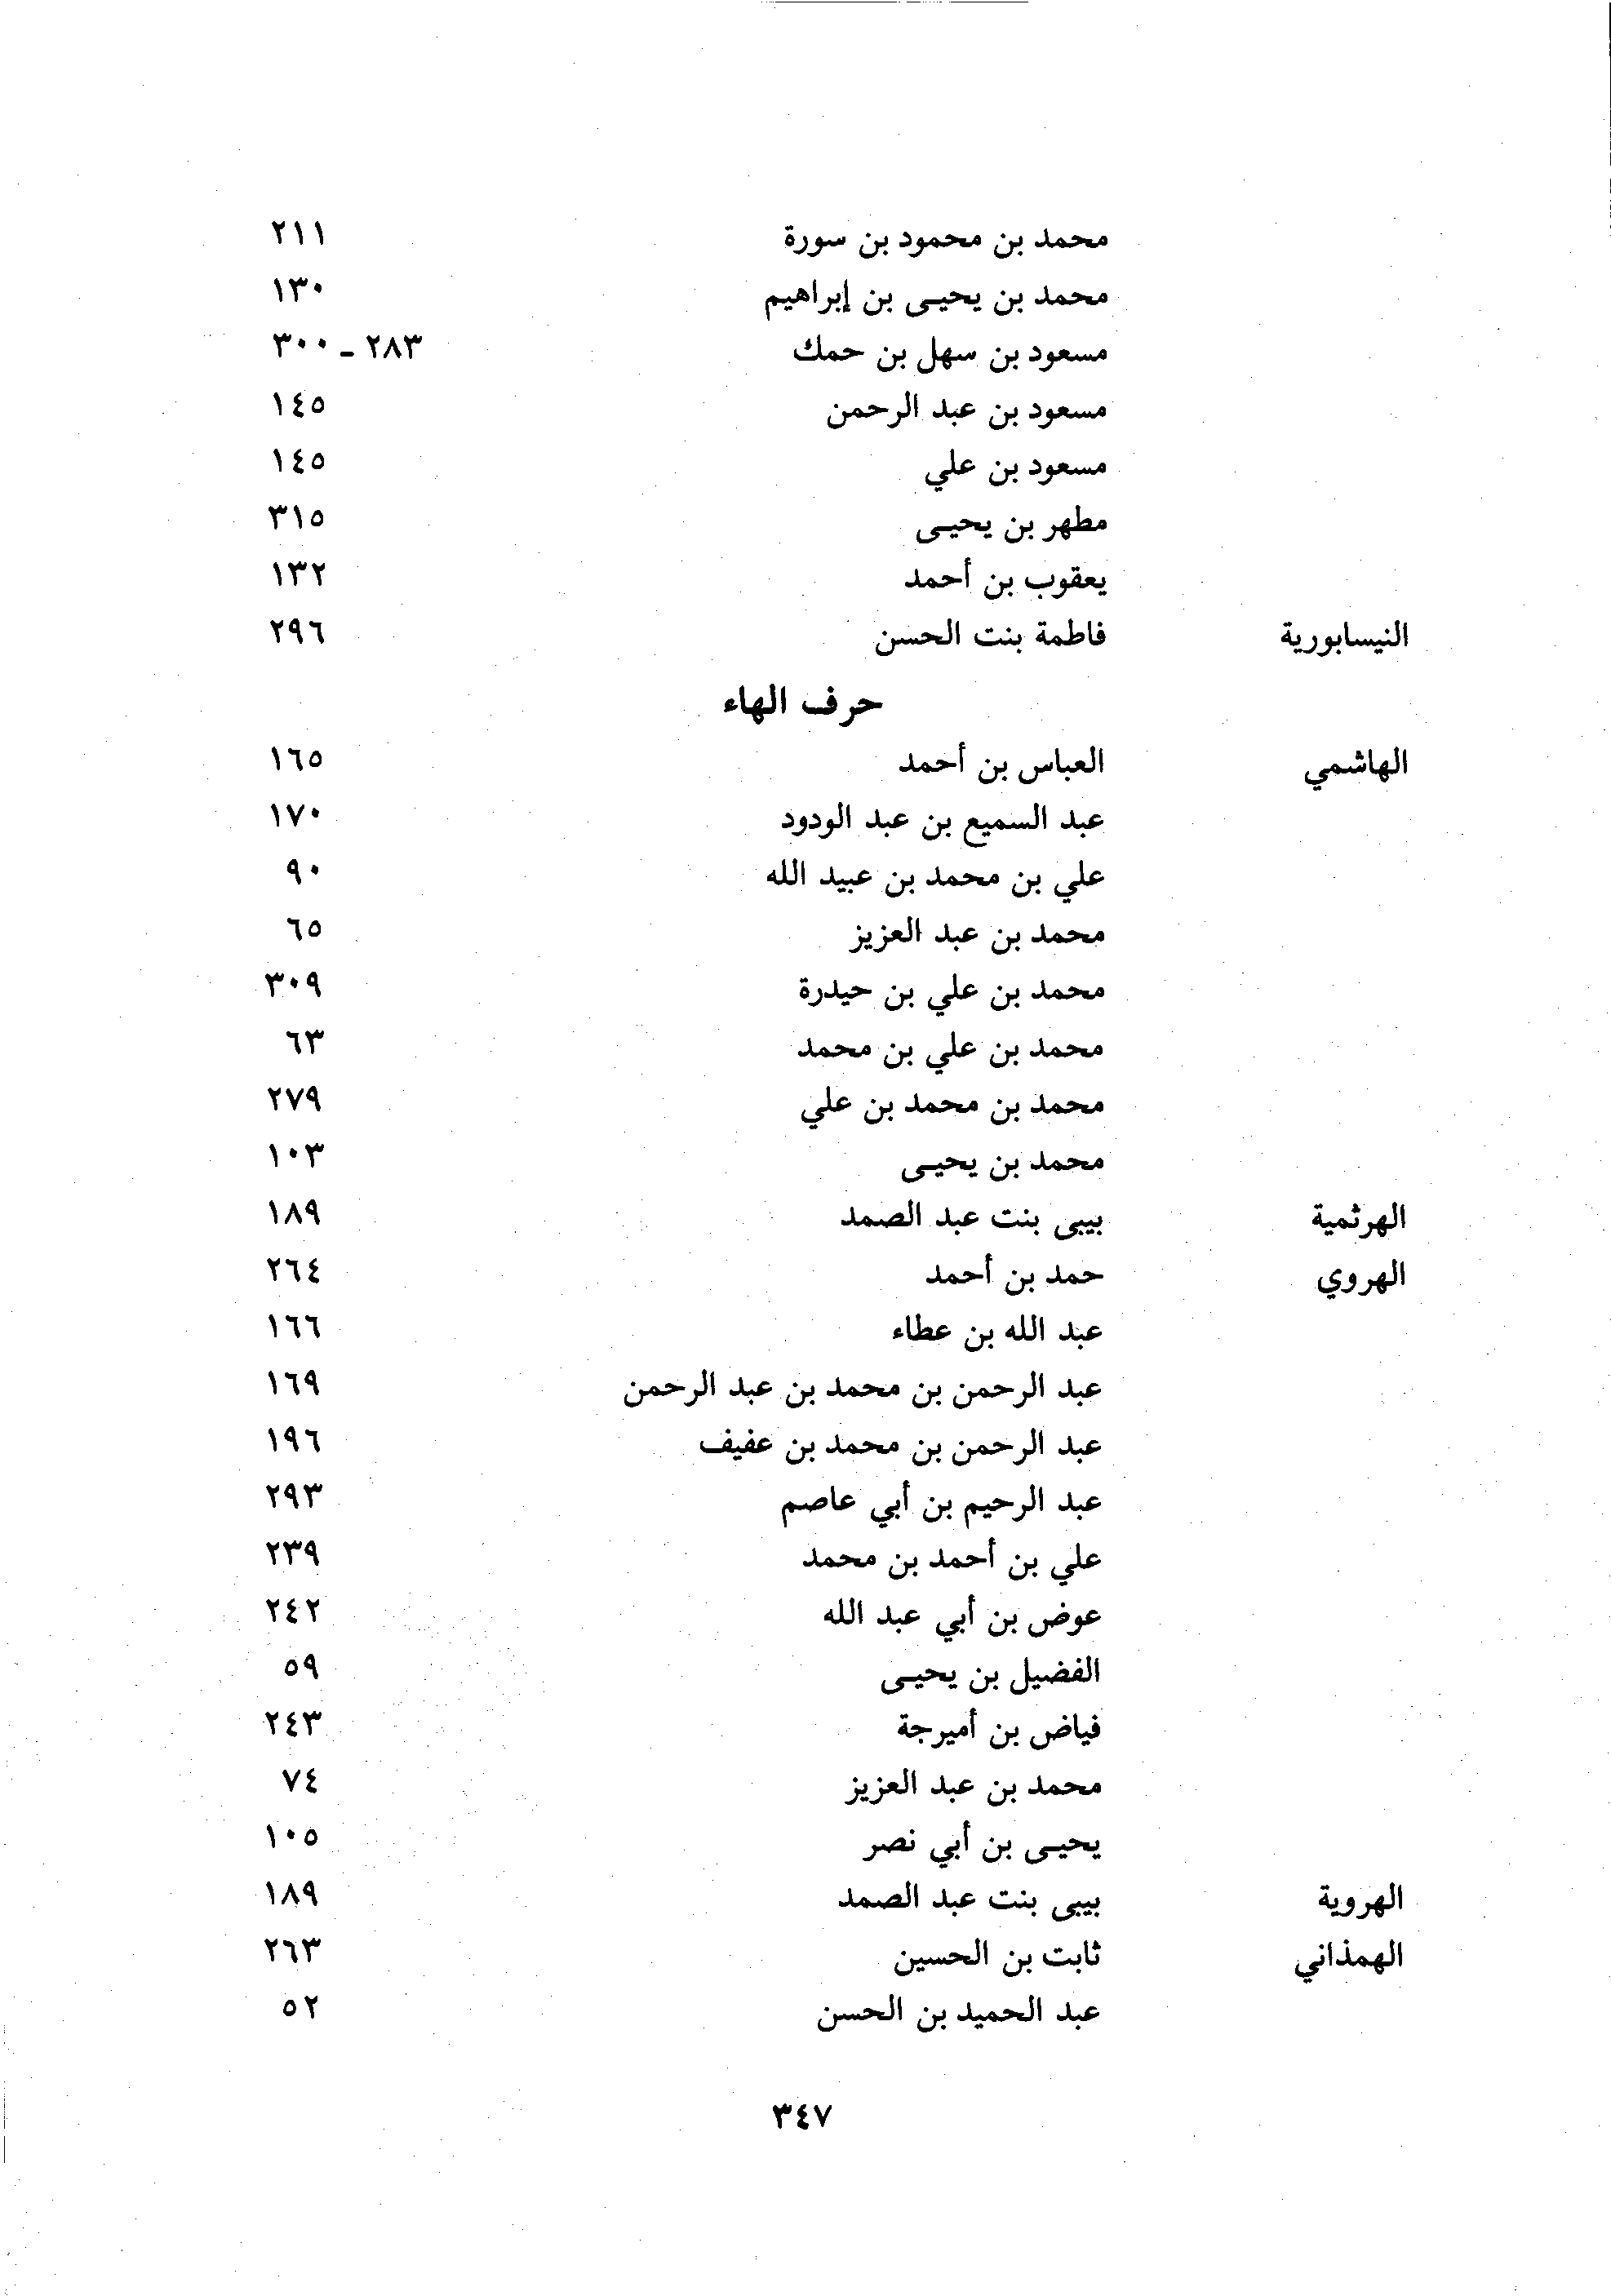 محمد بن محمود بن سورة ٢١١
محمد بن يحيـى بن إبراهيم ١٣٠
مسعود بن سهل بن حمك ٢٨٣ - ٣٠٠
مسعود بن عبد الرحمن ١٤٥
مسعود بن علي ١٤٥
مطهر بن يحيـى ٣١٥
يعقوب بن أحمد ١٣٢
النيسابورية فاطمة بنت الحسن ٢٩٦
حرف الهاء
الهاشمي العباس بن أحمد ١٦٥
عبد السميع بن عبد الودود ١٧٠
علي بن محمد بن عبيد الله ٩٠
محمد بن عبد العزيز ٦٥
محمد بن علي بن حيدرة ٣٠٩
محمد بن علي بن محمد ٦٣
محمد بن محمد بن علي ٢٧٩
محمد بن يحيـى ١٠٣
الهرثمية بيبى بنت عبد الصمد ١٨٩
الهروي حمد بن أحمد ٢٦٤
عبد الله بن عطاء ١٦٦
عبد الرحمن بن محمد بن عبد الرحمن ١٦٩
عبد الرحمن بن محمد بن عفيف ١٩٦
عبد الرحيم بن أبي عاصم ٢٩٣
علي بن أحمد بن محمد ٢٣٩
عوض بن أبي عبد الله ٢٤٢
الفضيل بن يحيـى ٥٩
فياض بن أميرجة ٢٤٣
محمد بن عبد العزيز ٧٤
يحيـى بن أبي نصر ١٠٥
الهروية بيبى بنت عبد الصمد ١٨٩
الهمذاني ثابت بن الحسين ٢٦٣
عبد الحميد بن الحسن ٥٢
٣٤٧